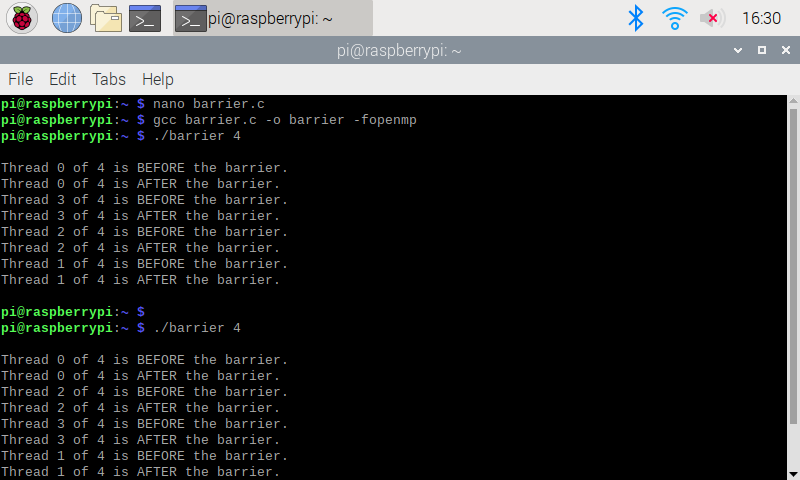 pi@raspberrypi: ~
16:30
pi@raspberrypi: ~
File Edit Tabs Help
pi@raspberrypi:~ $ nano barrier.c
pi@raspberrypi:~ $ gcc barrier.c -o barrier -fopenmp
pi@raspberrypi:~ $ ./barrier 4
Thread 0 of 4 is BEFORE the barrier.
Thread 0 of 4 is AFTER the barrier.
Thread 3 of 4 is BEFORE the barrier.
Thread 3 of 4 is AFTER the barrier.
Thread 2 of 4 is BEFORE the barrier.
Thread 2 of 4 is AFTER the barrier.
Thread 1 of 4 is BEFORE the barrier.
Thread 1 of 4 is AFTER the barrier.
pi@raspberrypi:~ $
pi@raspberrypi:~ $ ./barrier 4
Thread 0 of 4 is BEFORE the barrier.
Thread 0 of 4 is AFTER the barrier.
Thread 2 of 4 is BEFORE the barrier.
Thread 2 of 4 is AFTER the barrier.
Thread 3 of 4 is BEFORE the barrier.
Thread 3 of 4 is AFTER the barrier.
Thread 1 of 4 is BEFORE the barrier.
Thread 1 of 4 is AFTER the barrier.